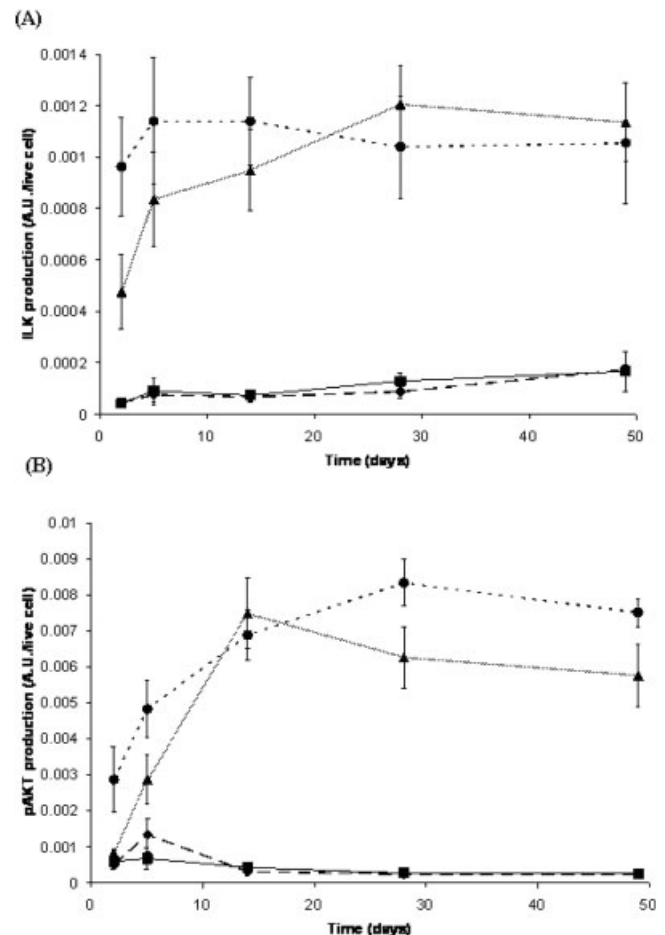 (A)
0.0014
0.0012
0.001
0.0008
0.0006
0.0004
0.0002
0
ILK production (A.U./live cell)
0 10 20 30 40 50
Time (days)
(B)
0.01
0.009
0.008
0.007
0.006
0.005
0.004
0.003
0.002
0.001
0
pAKT production (A.U./live cell)
0 10 20 30 40 50
Time (days)